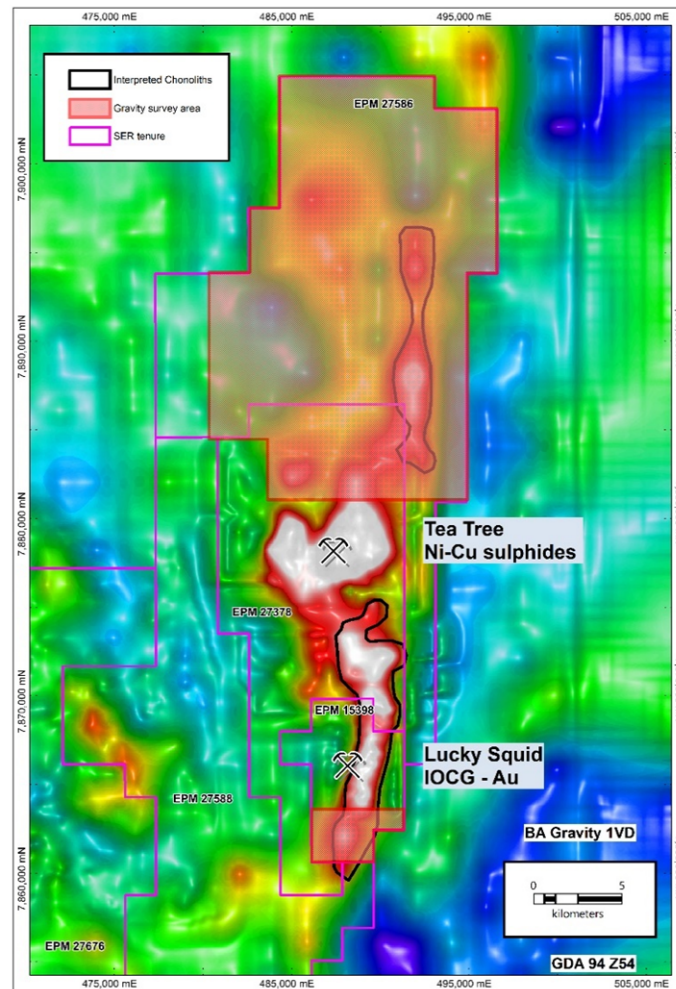 475,000 mE
485,000 mE
495,000 mE
505,000 mE
Interpreted Chonoliths
Gravity survey area
SER tenure
EPM 27586
7,900,000 mN
7,890,000 mN
7,880,000 mN
Tea Tree
Ni-Cu sulphides
EPM 27378
7,870,000 mN
EPM 15398
Lucky Squid
IOCG - Au
EPM 27588
BA Gravity 1VD
7,860,000 mN
0 5
kilometers
EPM 27676
GDA 94 Z54
475,000 mE
485,000 mE
495,000 mE
505,000 mE